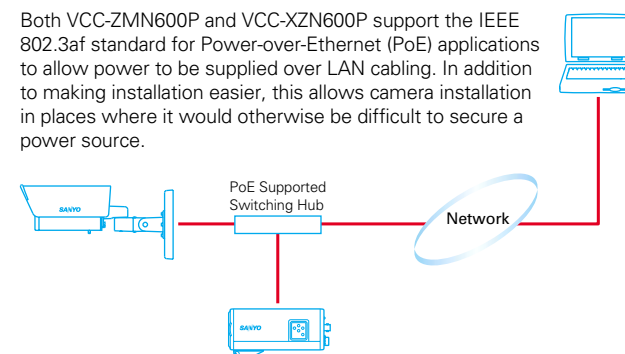 Both VCC-ZMN600P and VCC-XZN600P support the IEEE
802.3af standard for Power-over-Ethernet (PoE) applications
to allow power to be supplied over LAN cabling. In addition
to making installation easier, this allows camera installation
in places where it would otherwise be difficult to secure a
power source.
PoE Supported
Switching Hub
SANYO
Network
SANYO